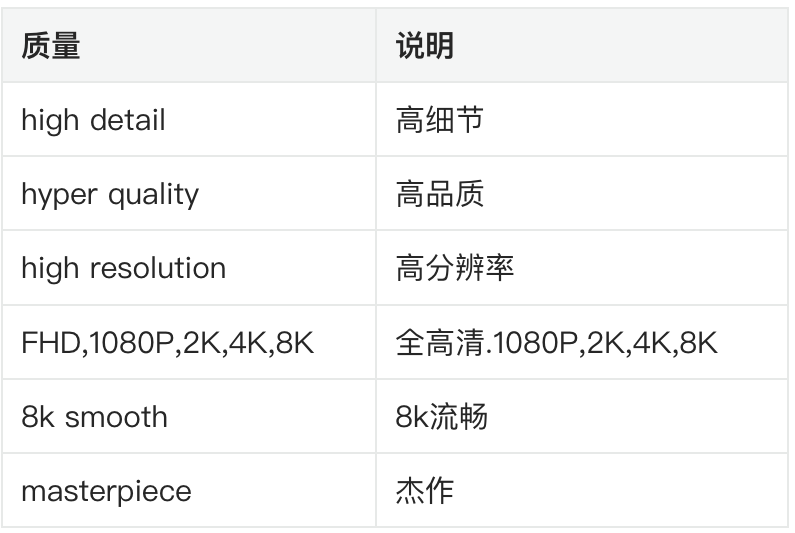 质量 说明
high detail 高细节
hyper quality 高品质
high resolution 高分辨率
FHD,1080P,2K,4K,8K 全高清.1080P,2K,4K,8K
8k smooth 8k流畅
masterpiece 杰作